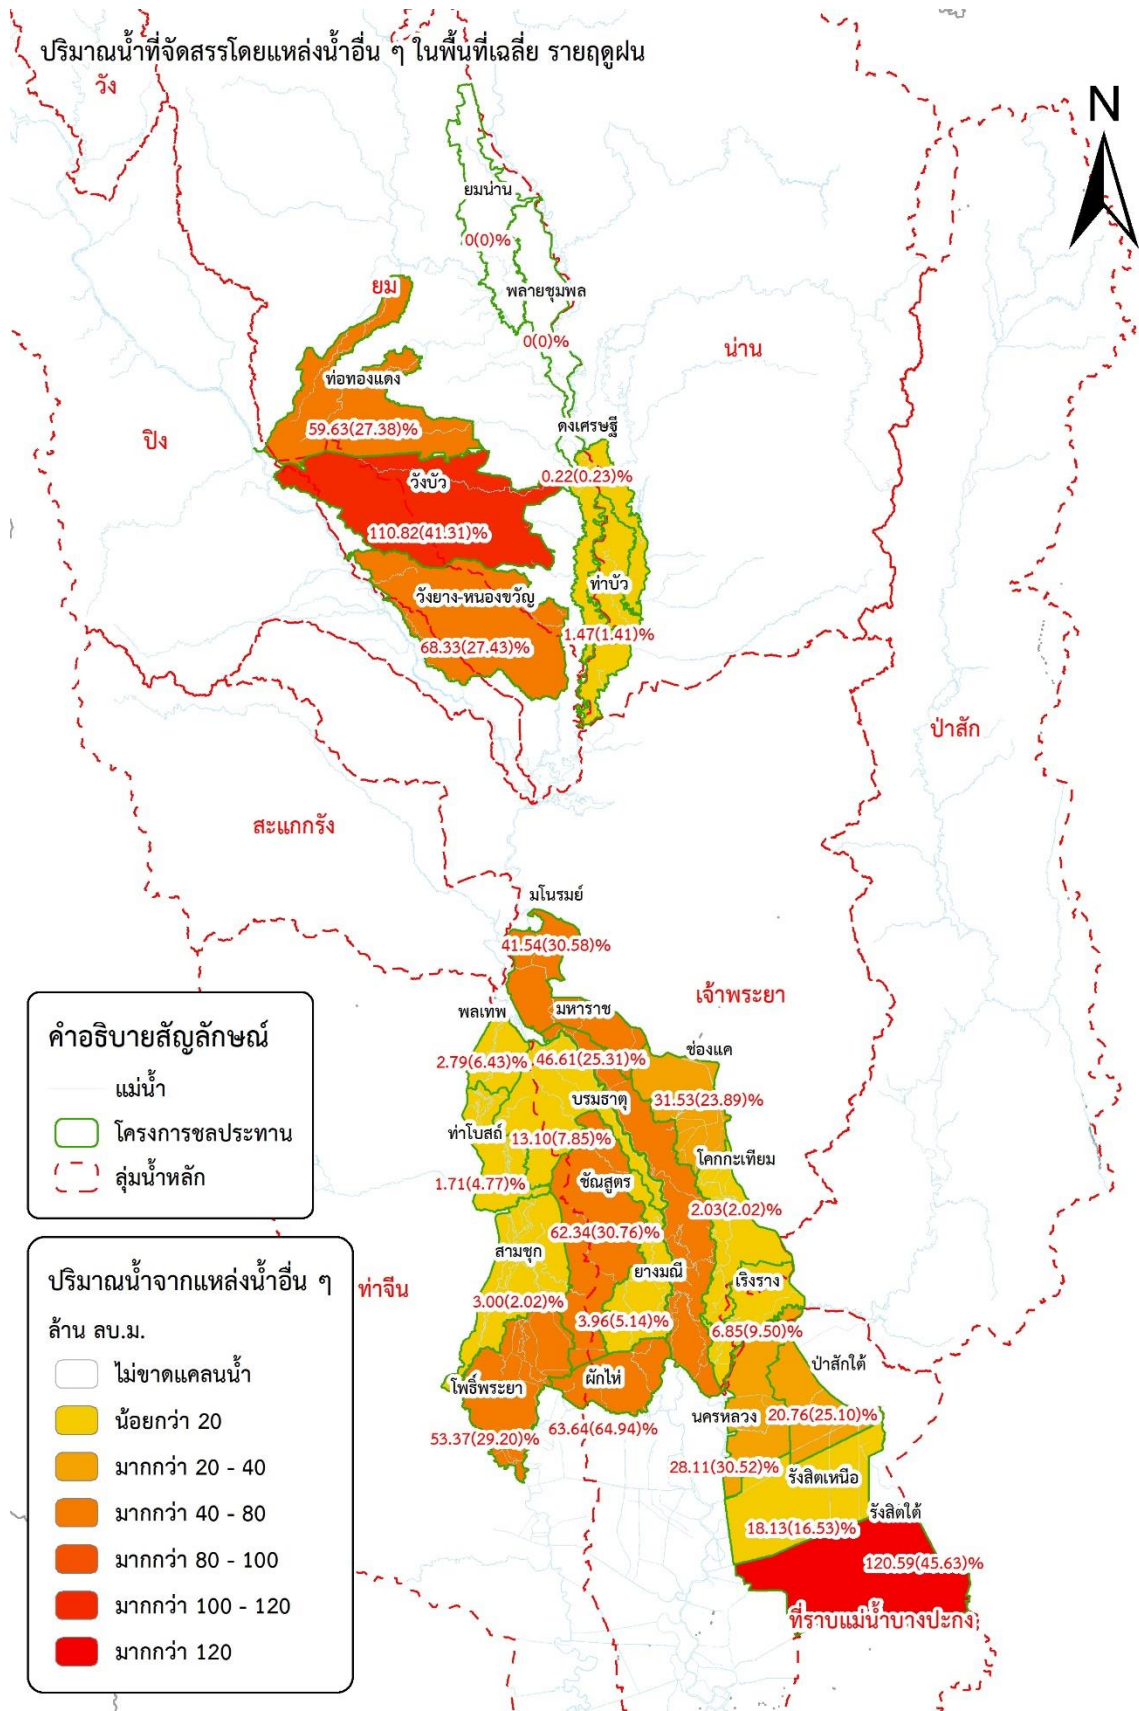 ปริมาณน้ำที่จัดสรรโดยแหล่งน้ำอื่น ๆ ในพื้นที่เฉลี่ย รายฤดูฝน
วัง
N
ยมน่าน
0(0)%
ยม
พลายชุมพล
0(0)%
น่าน
ท่อทองแดง
59.63(27.38)%
ปิง
ดงเศรษฐี
0.22(0.23)%
วังบัว
110.82(41.31)%
ท่าบัว
วังยาง-หนองขวัญ
1.47(1.41)%
68.33(27.43)%
ป่าสัก
สะแกกรัง
มโนรมย์
41.54(30.58)%
เจ้าพระยา
พลเทพ
มหาราช
ช่องแค
2.79(6.43)%
46.61(25.31)%
31.53(23.89)%
บรมธาตุ
ท่าโบสถ์
13.10(7.85)%
โคกกะเทียม
ชัณสูตร
1.71(4.77)%
2.03(2.02)%
62.34(30.76)%
สามชุก
ยางมณี
เริงราง
ท่าจีน
3.00(2.02)%
3.96(5.14)%
6.85(9.50)%
ป่าสักใต้
ผักไห่
โพธิ์พระยา
นครหลวง
20.76(25.10)%
63.64(64.94)%
53.37(29.20)%
28.11(30.52)%
รังสิตเหนือ
รังสิตใต้
18.13(16.53)%
120.59(45.63)%
ที่ราบแม่น้ำบางปะกง
คำอธิบายสัญลักษณ์
แม่น้ำ
โครงการชลประทาน
ลุ่มน้ำหลัก
ปริมาณน้ำจากแหล่งน้ำอื่น ๆ
ล้าน ลบ.ม.
ไม่ขาดแคลนน้ำ
น้อยกว่า 20
มากกว่า 20 - 40
มากกว่า 40 - 80
มากกว่า 80 - 100
มากกว่า 100 - 120
มากกว่า 120